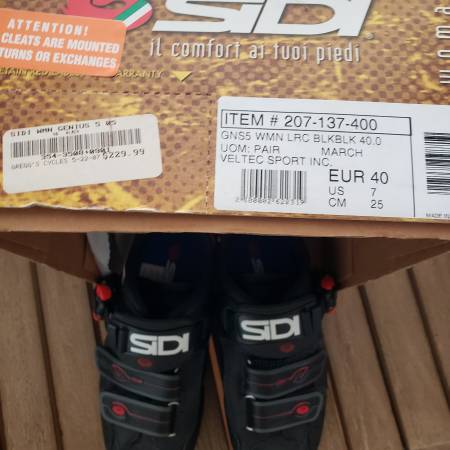 ATTENTION!
CLEATS ARE MOUNTED
TURNS OR EXCHANGES
SIDI
il comfort ai tuoi piedi
WARRANTY
SIDI WMN GENIUS 5 05
$229.99
GREGG'S CYCLES 5-22-07
ITEM # 207-137-400
GNS5 WMN LRC BLKBLK 40.0
UOM: PAIR MARCH
VELTEC SPORT INC.
EUR 40
US 7
CM 25
MADE IN
SIDI
SIDI